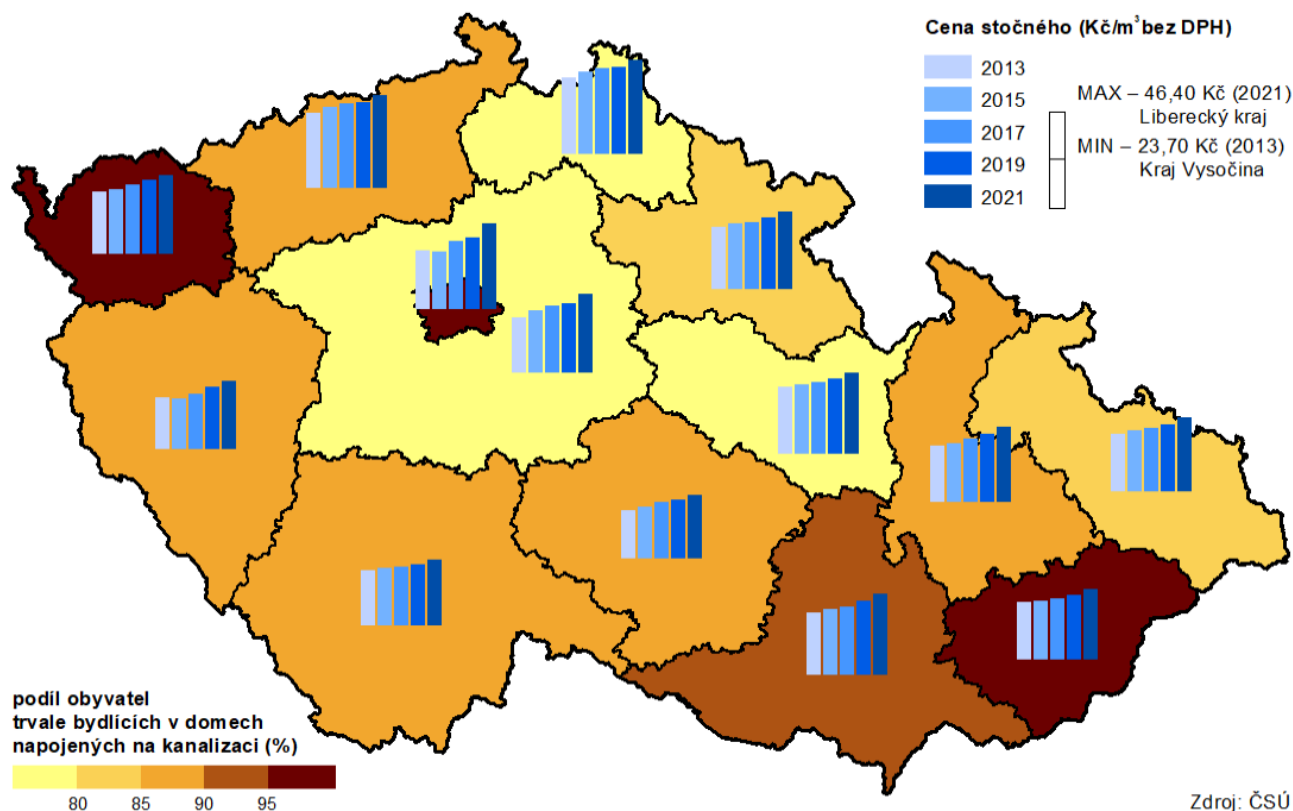 Cena stočného (Kč/m³bez DPH)
2013
2015
2017
2019
2021
MAX – 46,40 Kč (2021)
Liberecký kraj
MIN – 23,70 Kč (2013)
Kraj Vysočina
podíl obyvatel
trvale bydlících v domech
napojených na kanalizaci (%)
80 85 90 95
Zdroj: ČSÚ